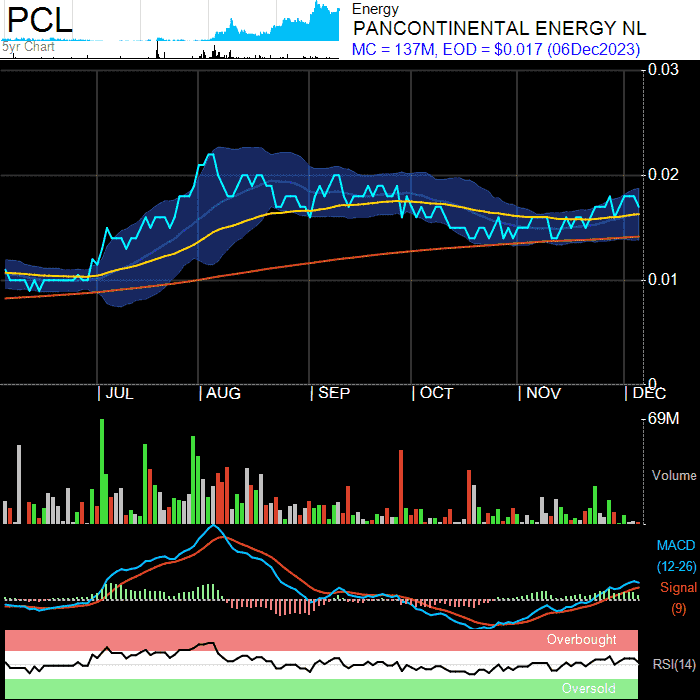 PCL
5yr Chart
Energy
PANCONTINENTAL ENERGY NL
MC = 137M, EOD = $0.017 (06Dec2023)
0.03
0.02
0.01
0
| JUL | AUG | SEP | OCT | NOV | DEC
69M
Volume
MACD
(12-26)
Signal
(9)
Overbought
RSI(14)
Oversold